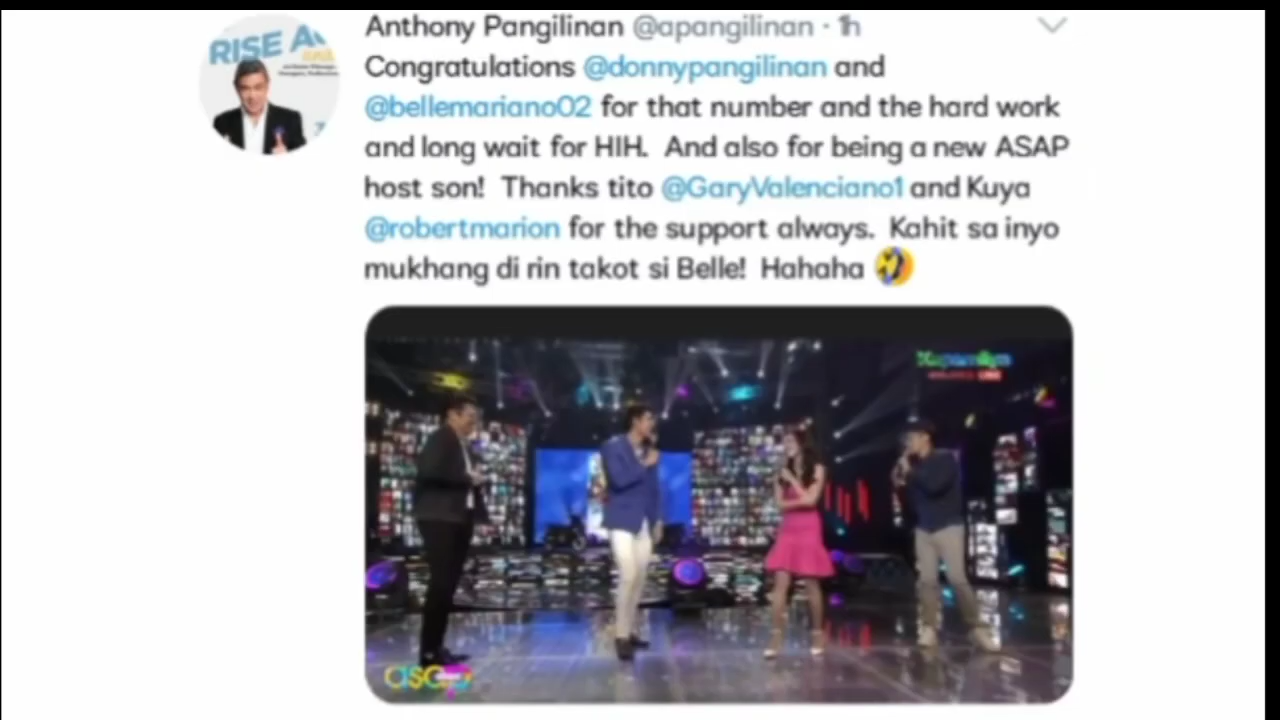 RISE A
Anthony Pangilinan @apangilinan · 1h
Congratulations @donnypangilinan and
@bellemariano02 for that number and the hard work
and long wait for HIH. And also for being a new ASAP
host son! Thanks tito @GaryValenciano1 and Kuya
@robertmarion for the support always. Kahit sa inyo
mukhang di rin takot si Belle! Hahaha 🤣
Kapamilya
LIVE
asap